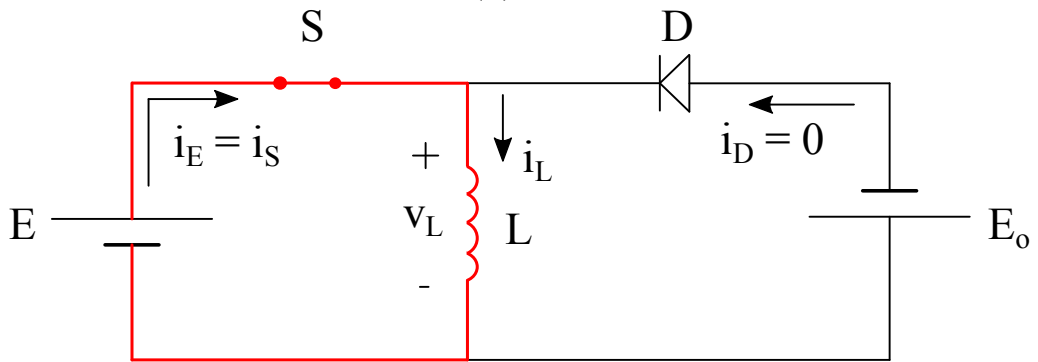 S D
i_E = i_S + i_L i_D = 0
E v_L L E_o
-